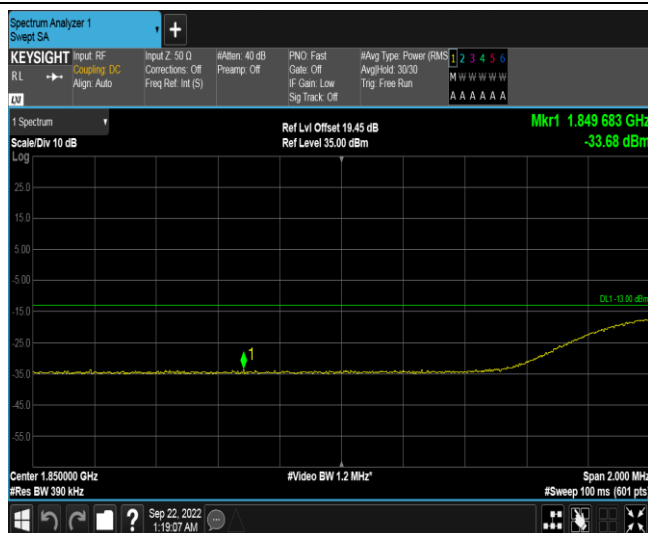 Spectrum Analyzer 1
Swept SA
KEYSIGHT Input: RF Input Z: 50 Ω #Atten: 40 dB PNO: Fast #Avg Type: Power (RMS 1 2 3 4 5 6
RL Coupling: DC Corrections: Off Preamp: Off Gate: Off Avg|Hold: 30/30 M W W W W W
Align: Auto Freq Ref: Int (S) IF Gain: Low Trig: Free Run
Sig Track: Off A A A A A A
LXI
1 Spectrum Ref Lvl Offset 19.45 dB Mkr1 1.849 683 GHz
Scale/Div 10 dB Ref Level 35.00 dBm -33.68 dBm
Log
25.0
15.0
5.00
-5.00
DL1 -13.00 dBm
-15.0
-25.0
1
-35.0
-45.0
-55.0
Center 1.850000 GHz #Video BW 1.2 MHz* Span 2.000 MHz
#Res BW 390 kHz #Sweep 100 ms (601 pts)
Sep 22, 2022
1:19:07 AM